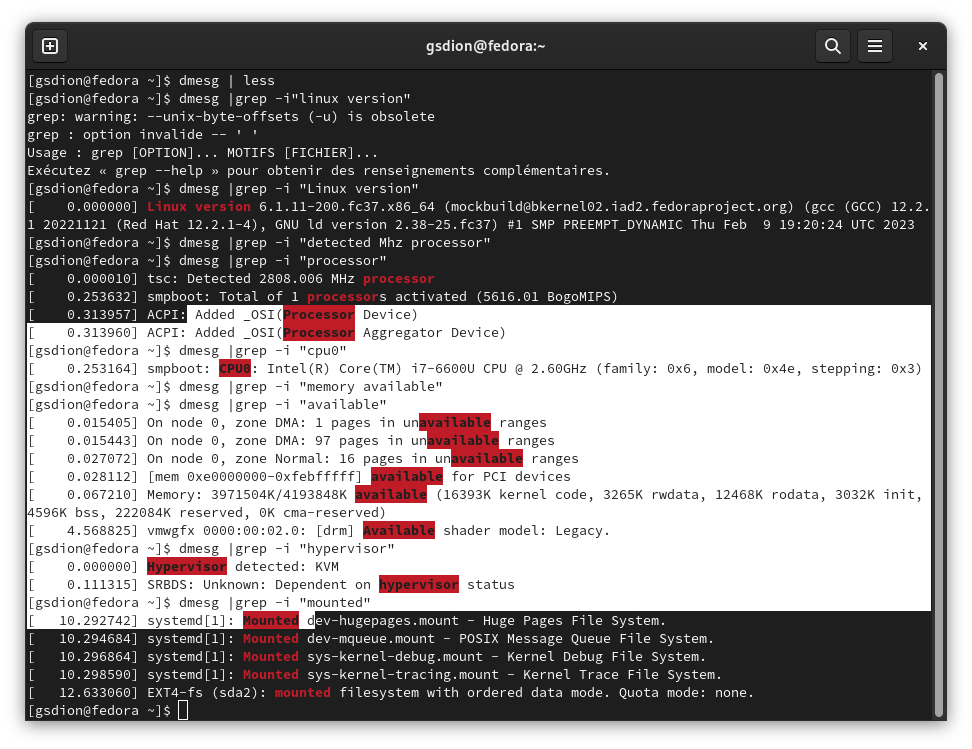 gsdion@fedora:~
[gsdion@fedora ~]$ dmesg | less
[gsdion@fedora ~]$ dmesg |grep -i"linux version"
grep: warning: --unix-byte-offsets (-u) is obsolete
grep : option invalide -- ' '
Usage : grep [OPTION]... MOTIFS [FICHIER]...
Exécutez « grep --help » pour obtenir des renseignements complémentaires.
[gsdion@fedora ~]$ dmesg |grep -i "Linux version"
[    0.000000] Linux version 6.1.11-200.fc37.x86_64 (mockbuild@bkernel02.iad2.fedoraproject.org) (gcc (GCC) 12.2.
1 20221121 (Red Hat 12.2.1-4), GNU ld version 2.38-25.fc37) #1 SMP PREEMPT_DYNAMIC Thu Feb  9 19:20:24 UTC 2023
[gsdion@fedora ~]$ dmesg |grep -i "detected Mhz processor"
[gsdion@fedora ~]$ dmesg |grep -i "processor"
[    0.000010] tsc: Detected 2808.006 MHz processor
[    0.253632] smpboot: Total of 1 processors activated (5616.01 BogoMIPS)
[    0.313957] ACPI: Added _OSI(Processor Device)
[    0.313960] ACPI: Added _OSI(Processor Aggregator Device)
[gsdion@fedora ~]$ dmesg |grep -i "cpu0"
[    0.253164] smpboot: CPU0: Intel(R) Core(TM) i7-6600U CPU @ 2.60GHz (family: 0x6, model: 0x4e, stepping: 0x3)
[gsdion@fedora ~]$ dmesg |grep -i "memory available"
[gsdion@fedora ~]$ dmesg |grep -i "available"
[    0.015405] On node 0, zone DMA: 1 pages in unavailable ranges
[    0.015443] On node 0, zone DMA: 97 pages in unavailable ranges
[    0.027072] On node 0, zone Normal: 16 pages in unavailable ranges
[    0.028112] [mem 0xe0000000-0xfebfffff] available for PCI devices
[    0.067210] Memory: 3971504K/4193848K available (16393K kernel code, 3265K rwdata, 12468K rodata, 3032K init,
4596K bss, 222084K reserved, 0K cma-reserved)
[    4.568825] vmwgfx 0000:00:02.0: [drm] Available shader model: Legacy.
[gsdion@fedora ~]$ dmesg |grep -i "hypervisor"
[    0.000000] Hypervisor detected: KVM
[    0.111315] SRBDS: Unknown: Dependent on hypervisor status
[gsdion@fedora ~]$ dmesg |grep -i "mounted"
[   10.292742] systemd[1]: Mounted dev-hugepages.mount - Huge Pages File System.
[   10.294684] systemd[1]: Mounted dev-mqueue.mount - POSIX Message Queue File System.
[   10.296864] systemd[1]: Mounted sys-kernel-debug.mount - Kernel Debug File System.
[   10.298590] systemd[1]: Mounted sys-kernel-tracing.mount - Kernel Trace File System.
[   12.633060] EXT4-fs (sda2): mounted filesystem with ordered data mode. Quota mode: none.
[gsdion@fedora ~]$